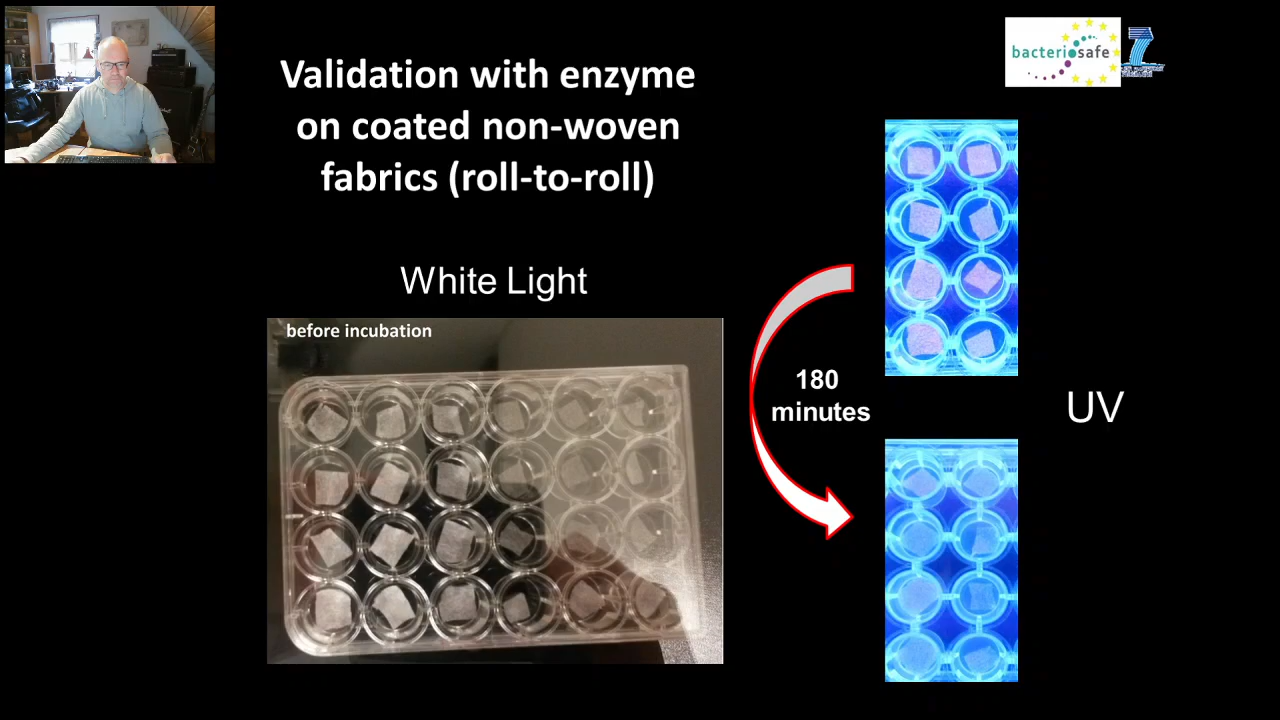 Validation with enzyme
on coated non-woven
fabrics (roll-to-roll)
bacteriosafe
7
White Light
before incubation
180
minutes
UV